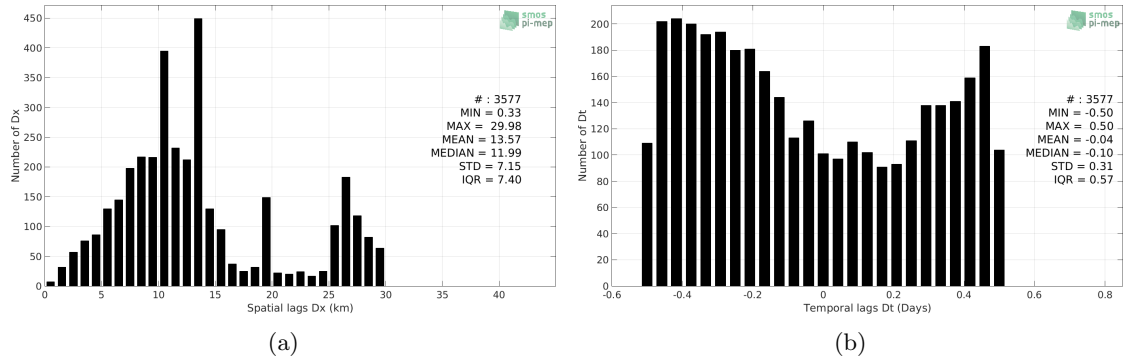 smos
pi-mep
450
400
350
300
250
200
150
100
50
0
Number of Dx
# : 3577
MIN = 0.33
MAX = 29.98
MEAN = 13.57
MEDIAN = 11.99
STD = 7.15
IQR = 7.40
0 5 10 15 20 25 30 35 40
Spatial lags Dx (km)
(a)
smos
pi-mep
200
180
160
140
120
100
80
60
40
20
0
Number of Dt
# : 3577
MIN = -0.50
MAX = 0.50
MEAN = -0.04
MEDIAN = -0.10
STD = 0.31
IQR = 0.57
-0.6 -0.4 -0.2 0 0.2 0.4 0.6 0.8
Temporal lags Dt (Days)
(b)